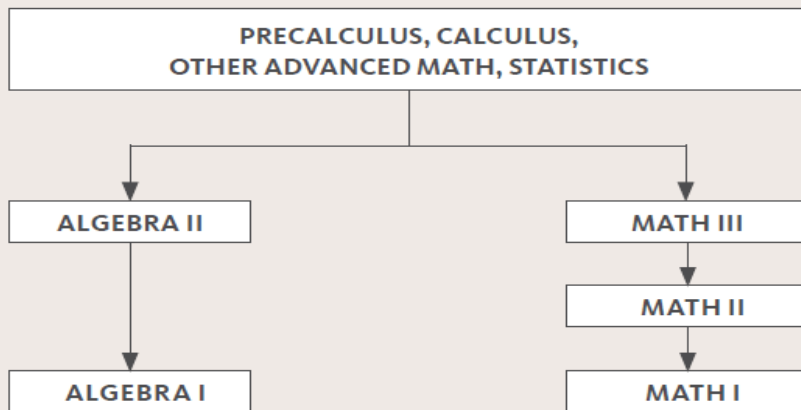 PRECALCULUS, CALCULUS,
OTHER ADVANCED MATH, STATISTICS
ALGEBRA II
MATH III
MATH II
ALGEBRA I
MATH I